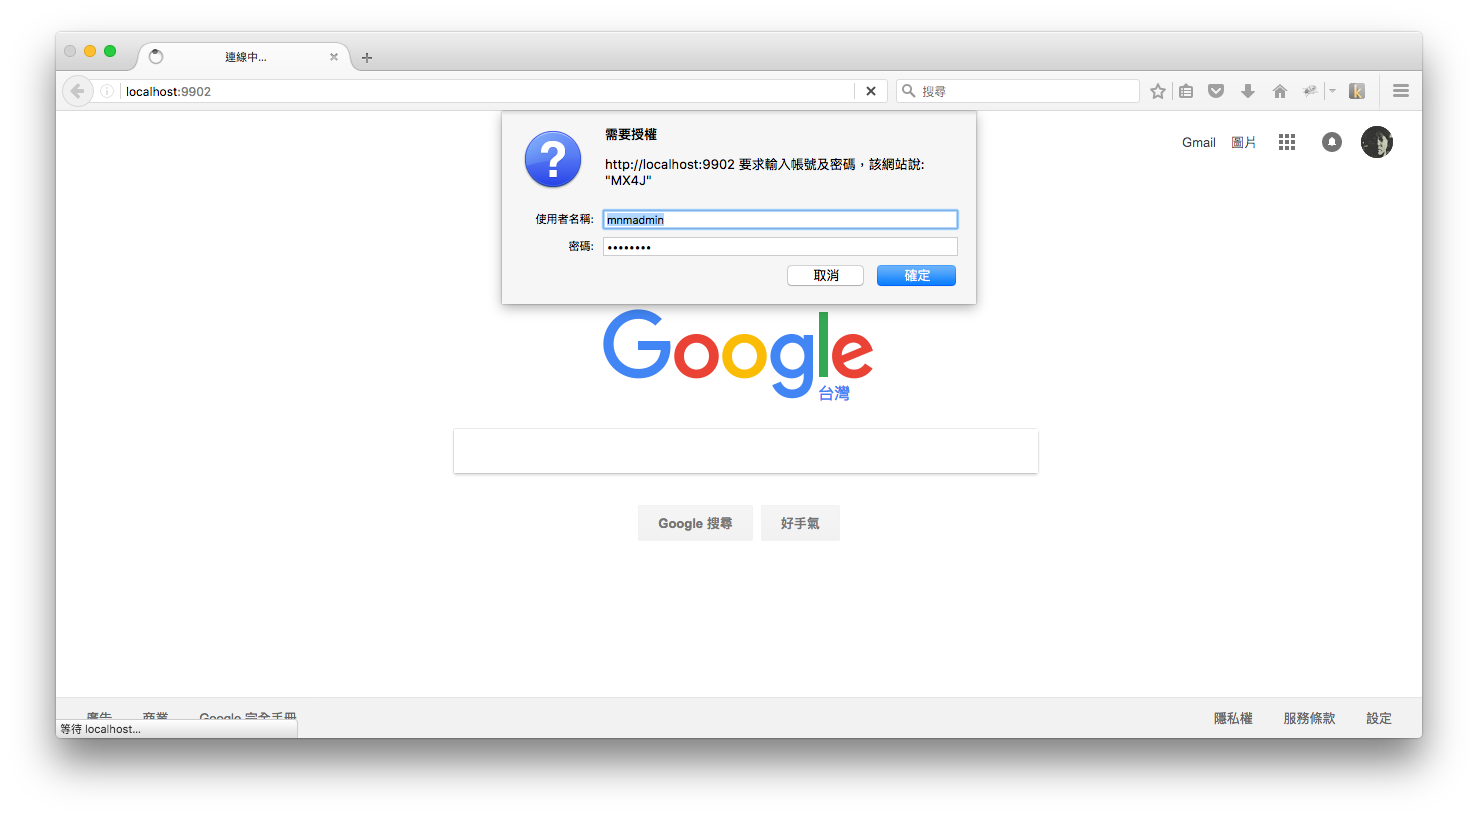 連線中...
localhost:9902
搜尋
需要授權
http://localhost:9902 要求輸入帳號及密碼，該網站說:
"MX4J"
使用者名稱: mnmadmin
密碼: ••••••••
取消 確定
Gmail 圖片
Google
台灣
Google 搜尋 好手氣
廣告 商業 Google 完全手冊
隱私權 服務條款 設定
等待 localhost...